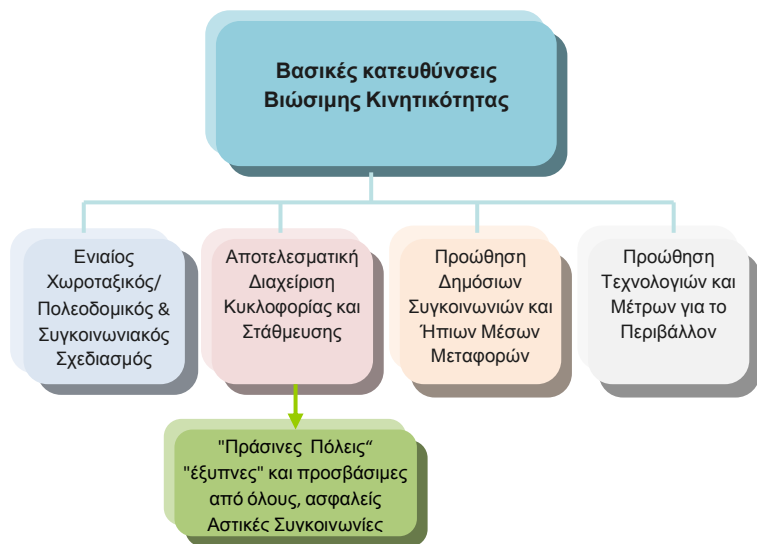 Βασικές κατευθύνσεις
Βιώσιμης Κινητικότητας
Ενιαίος
Χωροταξικός/
Πολεοδομικός &
Συγκοινωνιακός
Σχεδιασμός
Αποτελεσματική
Διαχείριση
Κυκλοφορίας και
Στάθμευσης
Προώθηση
Δημόσιων
Συγκοινωνιών και
Ήπιων Μέσων
Μεταφορών
Προώθηση
Τεχνολογιών και
Μέτρων για το
Περιβάλλον
"Πράσινες Πόλεις“
"έξυπνες" και προσβάσιμες
από όλους, ασφαλείς
Αστικές Συγκοινωνίες